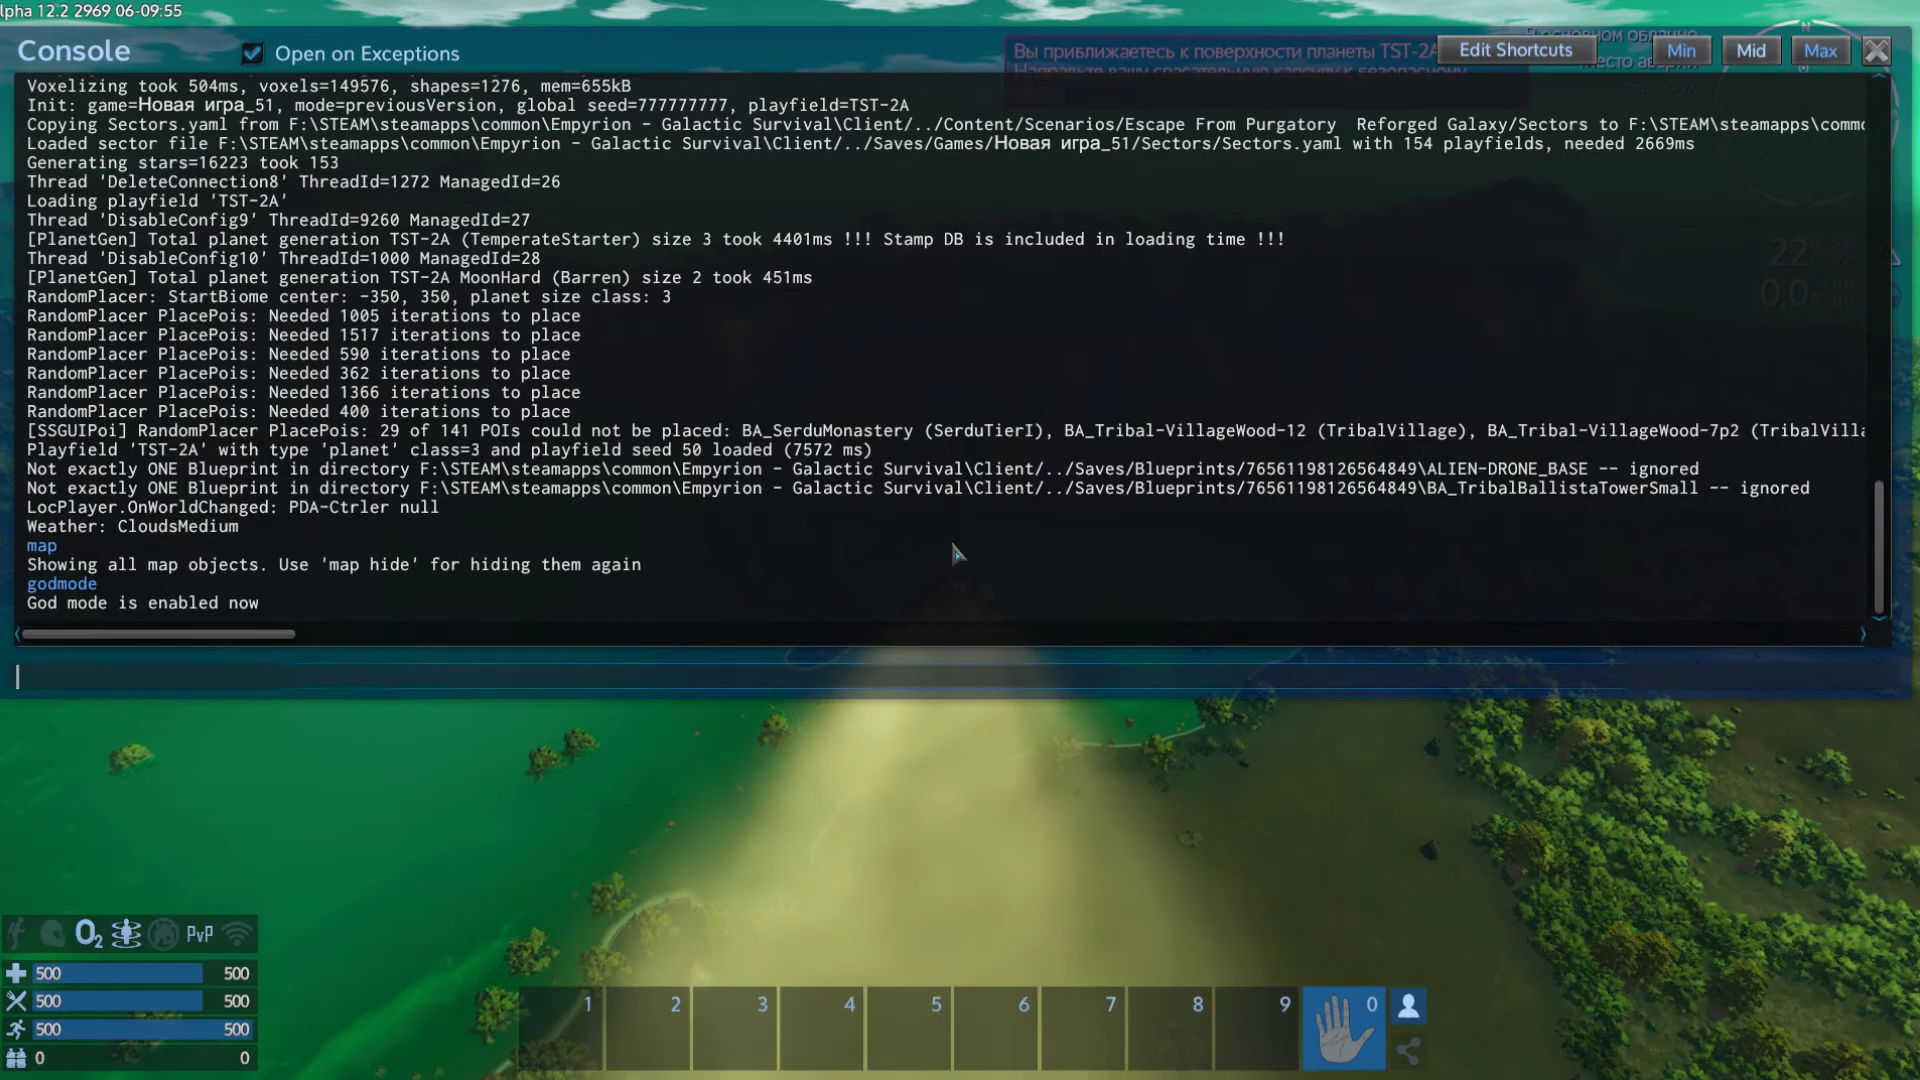 lpha 12.2 2969 06-09:55
Console
Open on Exceptions
Вы приближаетесь к поверхности планеты TST-2A
Направьте вашу спасательную капсулу к безопасному
Edit Shortcuts
Min
Mid
Max
Voxelizing took 504ms, voxels=149576, shapes=1276, mem=655kB
Init: game=Новая игра_51, mode=previousVersion, global seed=777777777, playfield=TST-2A
Copying Sectors.yaml from F:\STEAM\steamapps\common\Empyrion - Galactic Survival\Client/../Content/Scenarios/Escape From Purgatory  Reforged Galaxy/Sectors to F:\STEAM\steamapps\commo
Loaded sector file F:\STEAM\steamapps\common\Empyrion - Galactic Survival\Client/../Saves/Games/Новая игра_51/Sectors/Sectors.yaml with 154 playfields, needed 2669ms
Generating stars=16223 took 153
Thread 'DeleteConnection8' ThreadId=1272 ManagedId=26
Loading playfield 'TST-2A'
Thread 'DisableConfig9' ThreadId=9260 ManagedId=27
[PlanetGen] Total planet generation TST-2A (TemperateStarter) size 3 took 4401ms !!! Stamp DB is included in loading time !!!
Thread 'DisableConfig10' ThreadId=1000 ManagedId=28
[PlanetGen] Total planet generation TST-2A MoonHard (Barren) size 2 took 451ms
RandomPlacer: StartBiome center: -350, 350, planet size class: 3
RandomPlacer PlacePois: Needed 1005 iterations to place
RandomPlacer PlacePois: Needed 1517 iterations to place
RandomPlacer PlacePois: Needed 590 iterations to place
RandomPlacer PlacePois: Needed 362 iterations to place
RandomPlacer PlacePois: Needed 1366 iterations to place
RandomPlacer PlacePois: Needed 400 iterations to place
[SSGUIPoi] RandomPlacer PlacePois: 29 of 141 POIs could not be placed: BA_SerduMonastery (SerduTierI), BA_Tribal-VillageWood-12 (TribalVillage), BA_Tribal-VillageWood-7p2 (TribalVilla
Playfield 'TST-2A' with type 'planet' class=3 and playfield seed 50 loaded (7572 ms)
Not exactly ONE Blueprint in directory F:\STEAM\steamapps\common\Empyrion - Galactic Survival\Client/../Saves/Blueprints/76561198126564849\ALIEN-DRONE_BASE -- ignored
Not exactly ONE Blueprint in directory F:\STEAM\steamapps\common\Empyrion - Galactic Survival\Client/../Saves/Blueprints/76561198126564849\BA_TribalBallistaTowerSmall -- ignored
LocPlayer.OnWorldChanged: PDA-Ctrler null
Weather: CloudsMedium
map
Showing all map objects. Use 'map hide' for hiding them again
godmode
God mode is enabled now
O2 PvP
500 500
500 500
500 500
0 0
1 2 3 4 5 6 7 8 9 0